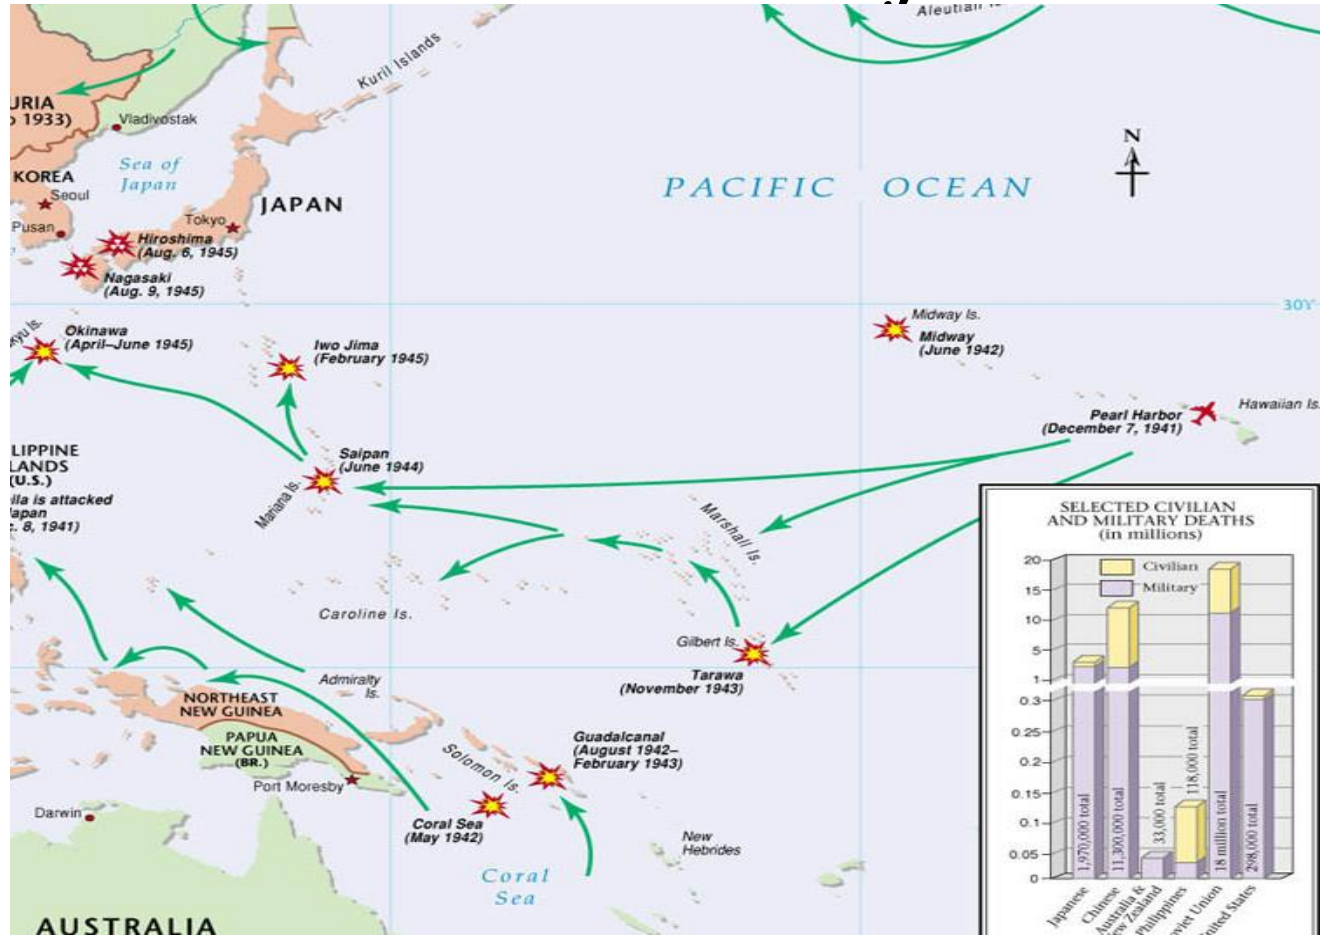 Aleutian Is.
Kuril Islands
URIA
o 1933)
Vladivostak
Sea of
Japan
N
KOREA
Seoul
PACIFIC OCEAN
JAPAN
Pusan
Tokyo
Hiroshima
(Aug. 6, 1945)
Nagasaki
(Aug. 9, 1945)
30Y
kyu Is.
Okinawa
(April–June 1945)
Iwo Jima
(February 1945)
Midway Is.
Midway
(June 1942)
Hawaiian Is.
Pearl Harbor
(December 7, 1941)
LIPPINE
LANDS
(U.S.)
ila is attacked
apan
c. 8, 1941)
Saipan
(June 1944)
Mariana Is.
Marshall Is.
Caroline Is.
Gilbert Is.
Tarawa
(November 1943)
Admiralty
Is.
NORTHEAST
NEW GUINEA
PAPUA
NEW GUINEA
(BR.)
Port Moresby
Solomon Is.
Guadalcanal
(August 1942–
February 1943)
Darwin
Coral Sea
(May 1942)
New
Hebrides
Coral
Sea
AUSTRALIA
SELECTED CIVILIAN
AND MILITARY DEATHS
(in millions)
Civilian
Military
20
15
10
5
1
0.3
0.25
0.2
0.15
0.1
0.05
0
1,970,000 total
11,300,000 total
33,000 total
118,000 total
18 million total
298,000 total
Japanese
Chinese
Australia &
New Zealand
Philippines
Soviet Union
United States